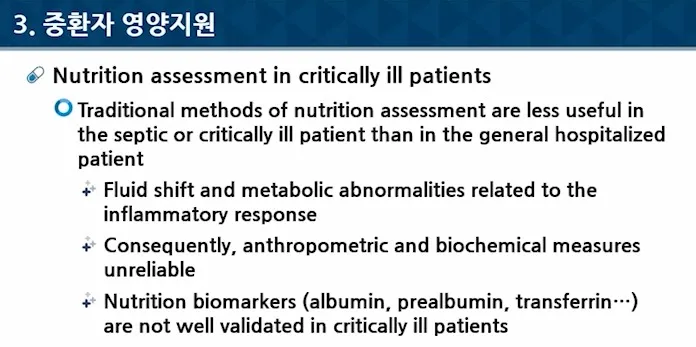 3. 중환자 영양지원
Nutrition assessment in critically ill patients
Traditional methods of nutrition assessment are less useful in
the septic or critically ill patient than in the general hospitalized
patient
Fluid shift and metabolic abnormalities related to the
inflammatory response
Consequently, anthropometric and biochemical measures
unreliable
Nutrition biomarkers (albumin, prealbumin, transferrin…)
are not well validated in critically ill patients